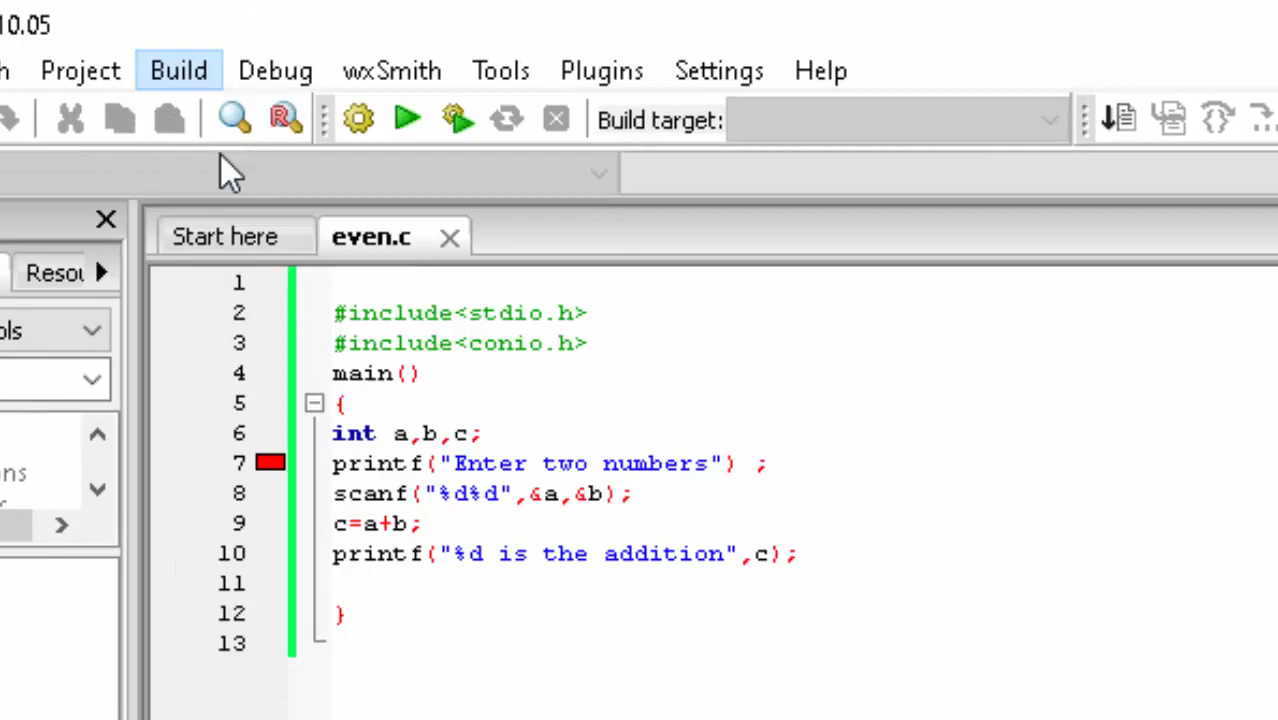 10.05
h Project Build Debug wxSmith Tools Plugins Settings Help
Build target:
Start here even.c
Resou
ols
ns
1
2 #include<stdio.h>
3 #include<conio.h>
4 main()
5 {
6 int a,b,c;
7 printf("Enter two numbers") ;
8 scanf("%d%d",&a,&b);
9 c=a+b;
10 printf("%d is the addition",c);
11
12 }
13